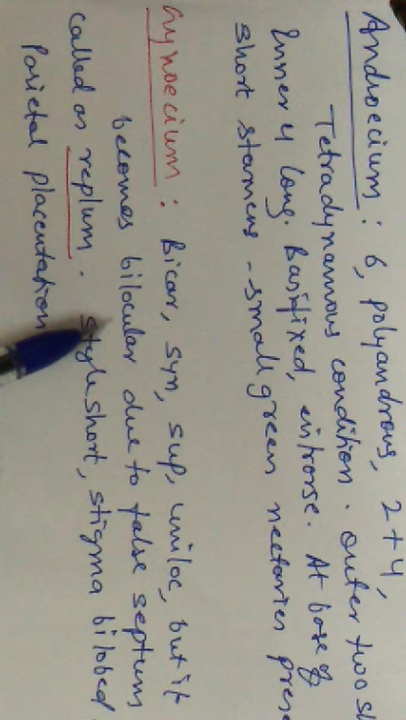 Androecium : 6, polyandrous, 2+4,
Tetradynamous condition. outer two s
Inner 4 long. Basifixed, introrse. At base of
short stamens - small green nectaries pres
Gynoecium : Bicar, syn, sup, uniloc, but it
becomes bilocular due to false septum
called as replum. style short, stigma bilobed
Parietal placentation